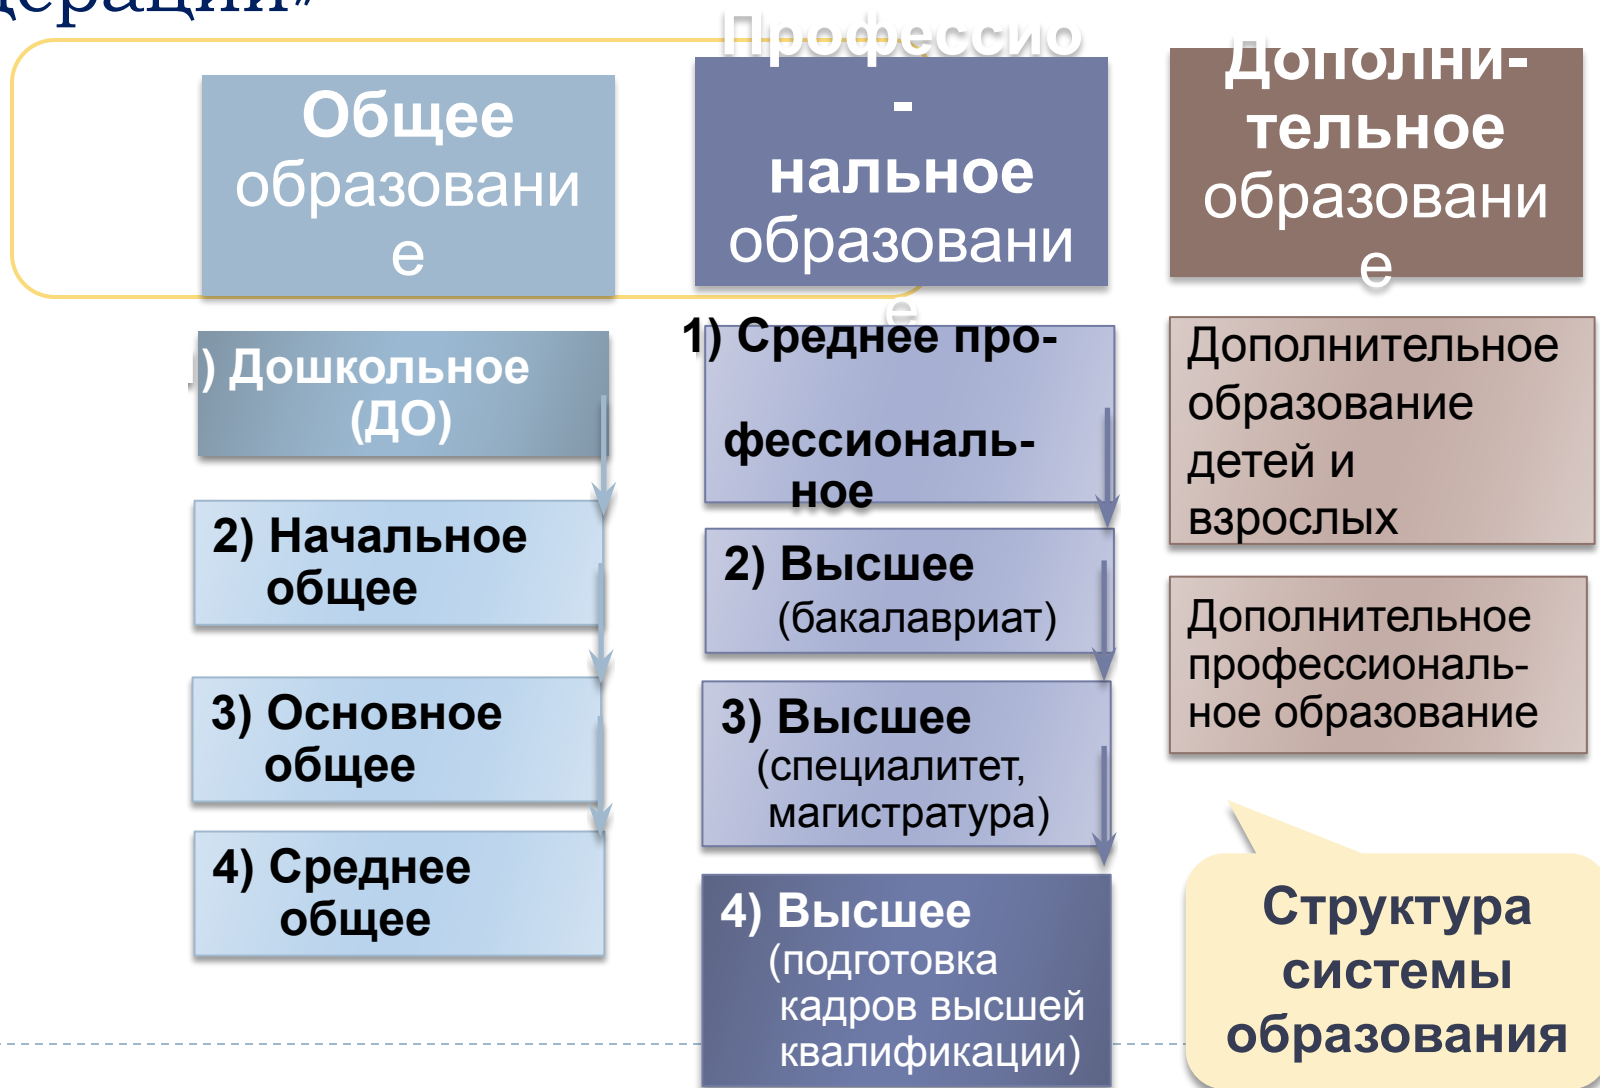 Общее
образовани
е
Профессио
-
нальное
образовани
е
Дополни-
тельное
образовани
е
) Дошкольное
(ДО)
2) Начальное
общее
3) Основное
общее
4) Среднее
общее
1) Среднее про-
фессиональ-
ное
2) Высшее
(бакалавриат)
3) Высшее
(специалитет,
магистратура)
4) Высшее
(подготовка
кадров высшей
квалификации)
Дополнительное
образование
детей и
взрослых
Дополнительное
профессиональ-
ное образование
Структура
системы
образования